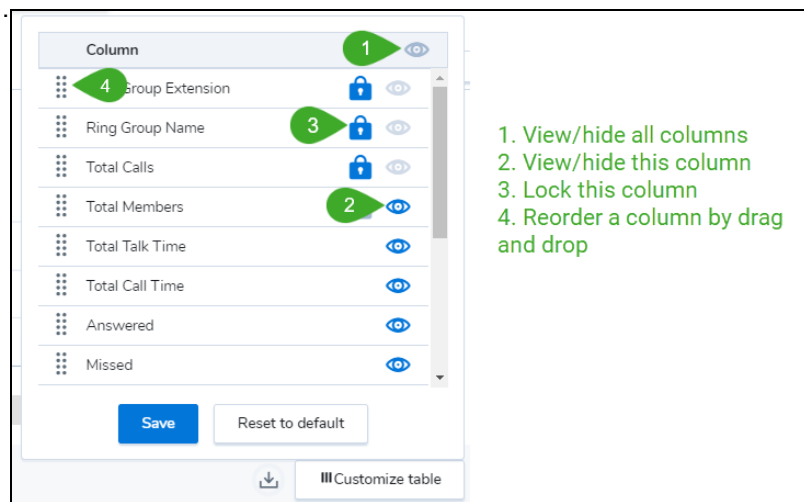 .
Column
1
4
Group Extension
Ring Group Name
3
Total Calls
Total Members
2
Total Talk Time
Total Call Time
Answered
Missed
Save
Reset to default
Customize table
1. View/hide all columns
2. View/hide this column
3. Lock this column
4. Reorder a column by drag
and drop